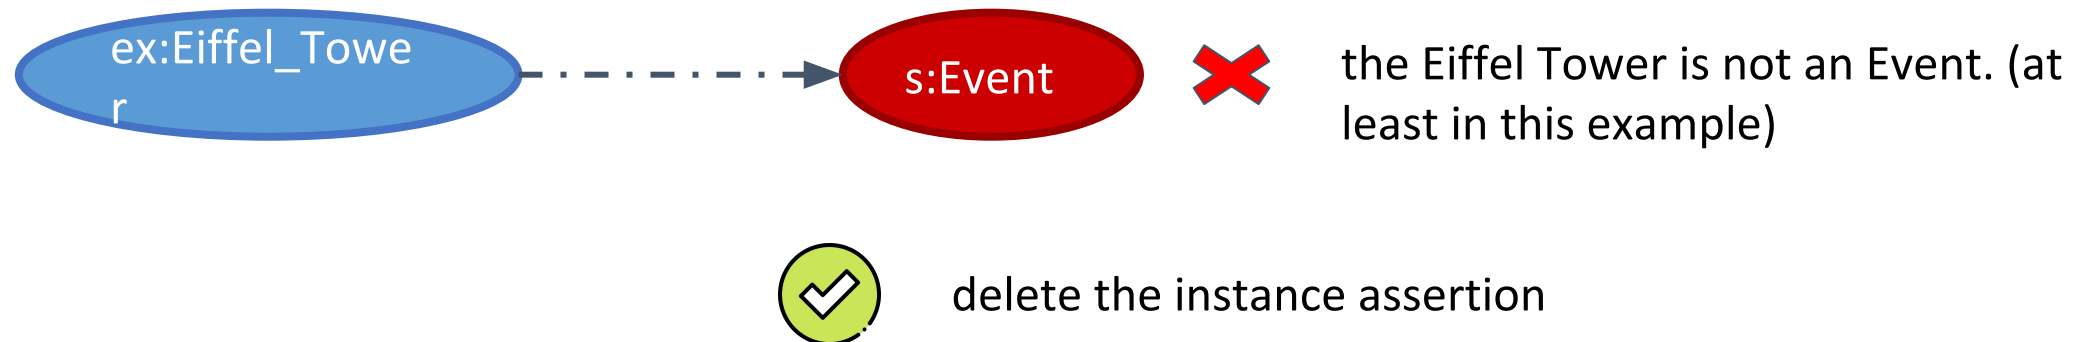 ex:Eiffel_Towe
r
s:Event
the Eiffel Tower is not an Event. (at
least in this example)
delete the instance assertion